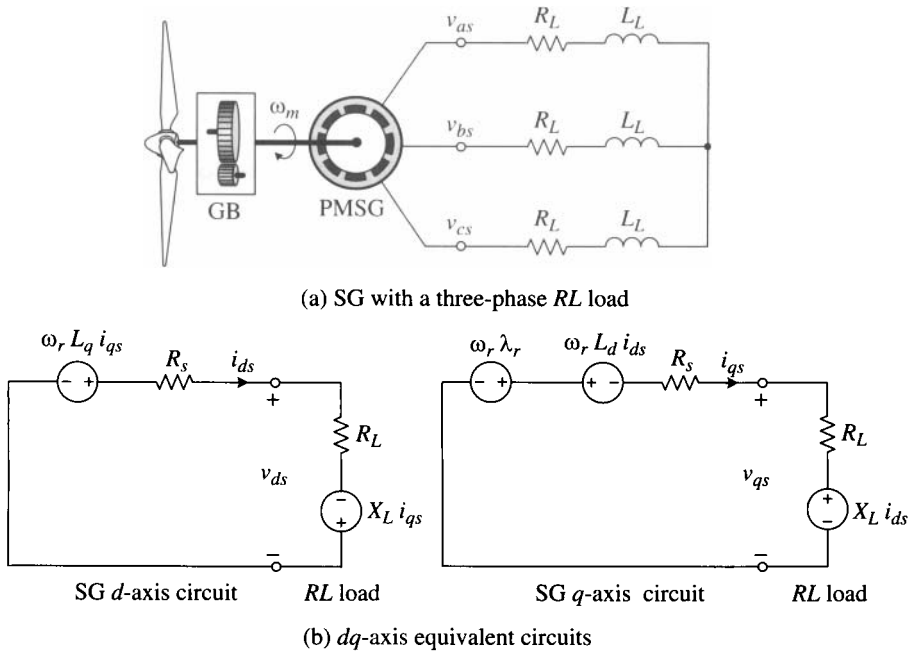 v_as R_L L_L
ω_m
v_bs R_L L_L
GB PMSG
v_cs R_L L_L
(a) SG with a three-phase RL load
ω_r L_q i_qs
R_s i_ds
+
- +
R_L
v_ds
-
+
X_L i_qs
−
SG d-axis circuit RL load
ω_r λ_r ω_r L_d i_ds
R_s i_qs
- + + -
+
R_L
v_qs
+
-
X_L i_ds
−
SG q-axis circuit RL load
(b) dq-axis equivalent circuits